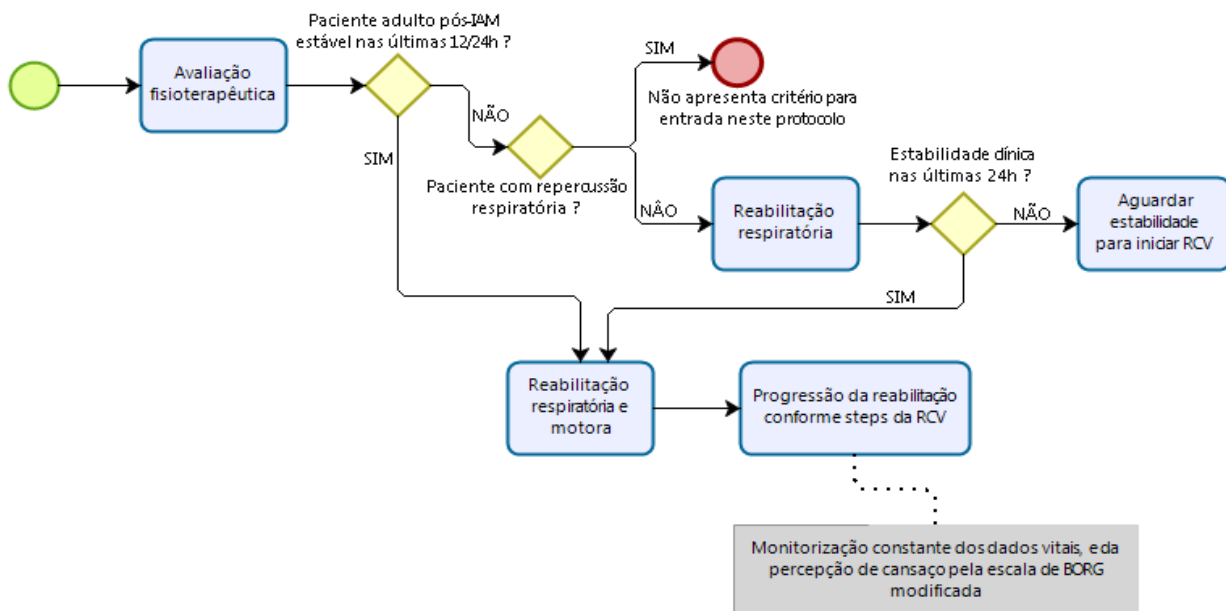 Paciente adulto pós-IAM
estável nas últimas 12/24h ?
Avaliação
fisioterapêutica
NÃO
SIM
Paciente com repercussão
respiratória ?
SIM
Não apresenta critério para
entrada neste protocolo
NÂO
Reabilitação
respiratória
Estabilidade clínica
nas últimas 24h ?
NÃO
Aguardar
estabilidade
para iniciar RCV
SIM
Reabilitação
respiratória e
motora
Progressão da reabilitação
conforme steps da RCV
Monitorização constante dos dados vitais, e da
percepção de cansaço pela escala de BORG
modificada